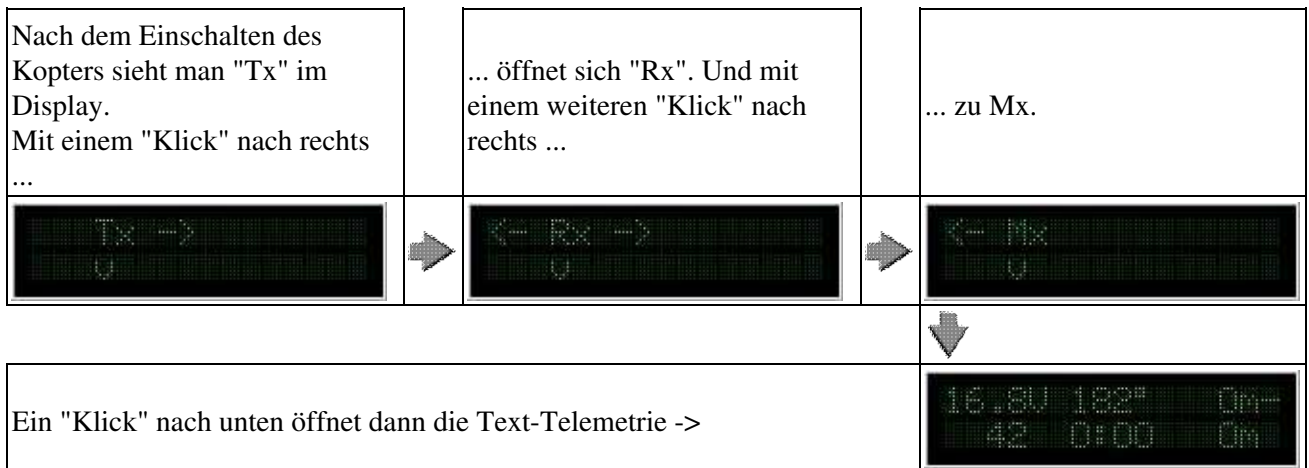 Nach dem Einschalten des
Kopters sieht man "Tx" im
Display.
Mit einem "Klick" nach rechts
...
... öffnet sich "Rx". Und mit
einem weiteren "Klick" nach
rechts ...
... zu Mx.
Tx ->
V
<- Rx ->
V
<- Mx
V
Ein "Klick" nach unten öffnet dann die Text-Telemetrie ->
16.8V 182° 0m-
42 0:00 0m